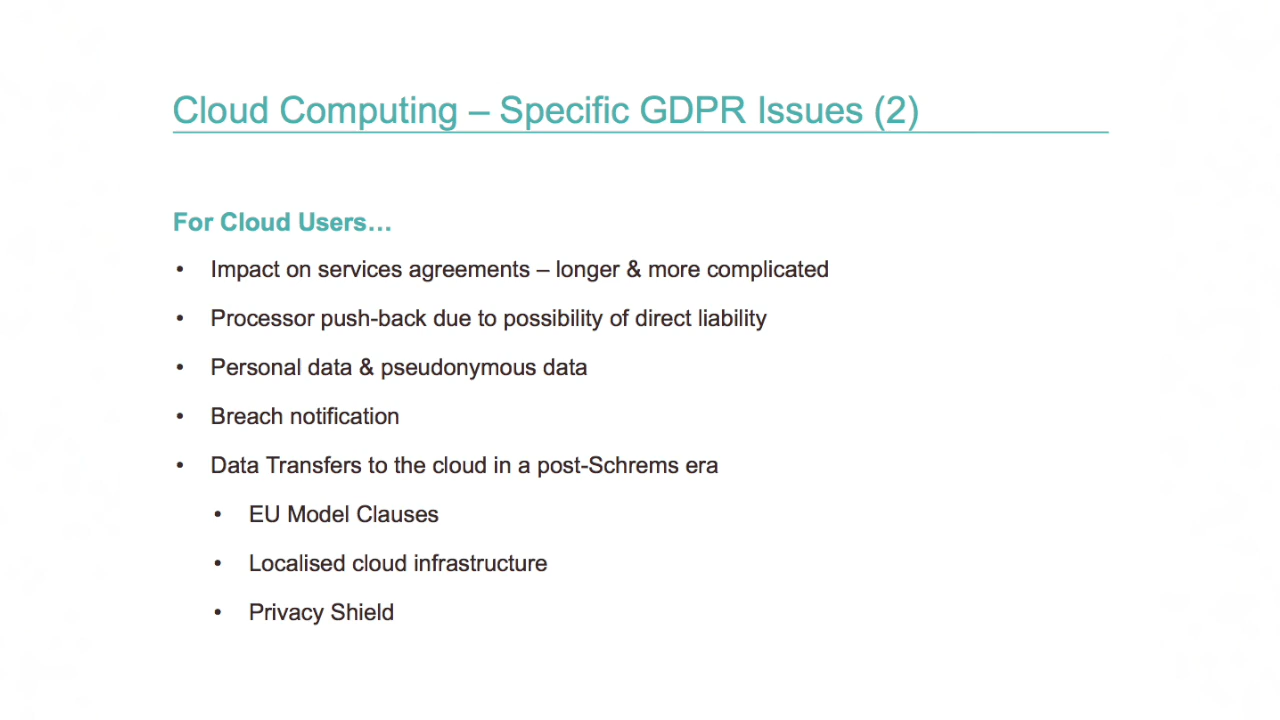 Cloud Computing – Specific GDPR Issues (2)
For Cloud Users…
• Impact on services agreements – longer & more complicated
• Processor push-back due to possibility of direct liability
• Personal data & pseudonymous data
• Breach notification
• Data Transfers to the cloud in a post-Schrems era
• EU Model Clauses
• Localised cloud infrastructure
• Privacy Shield